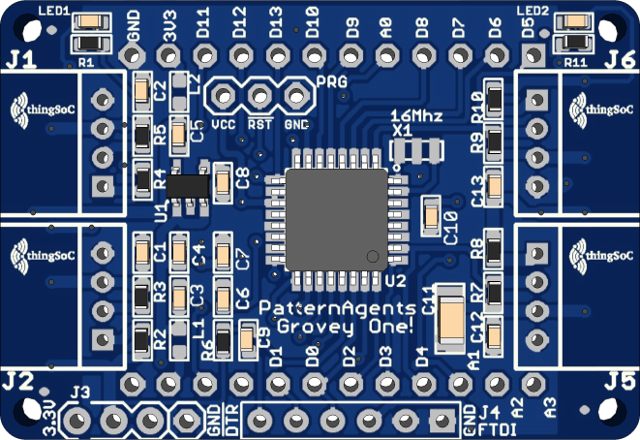 LED1
LED2
GND
3V3
D11
D12
D13
D10
D9
A0
D8
D7
D6
D5
J1
R1
R11
J6
C2
L2
PRG
thingSoC
thingSoC
VCC
RST
GND
16Mhz
X1
R10
R5
C5
R9
R4
U1
C8
C13
C10
thingSoC
thingSoC
C1
C4
C7
R8
U2
R3
C3
C6
C11
R7
PatternAgents
Grovey One!
R2
L1
R6
C9
C12
A1
D1
D0
D2
D3
D4
J2
J3
J5
3.3V
GND
DTR
GND
J4
FTDI
A2
A3